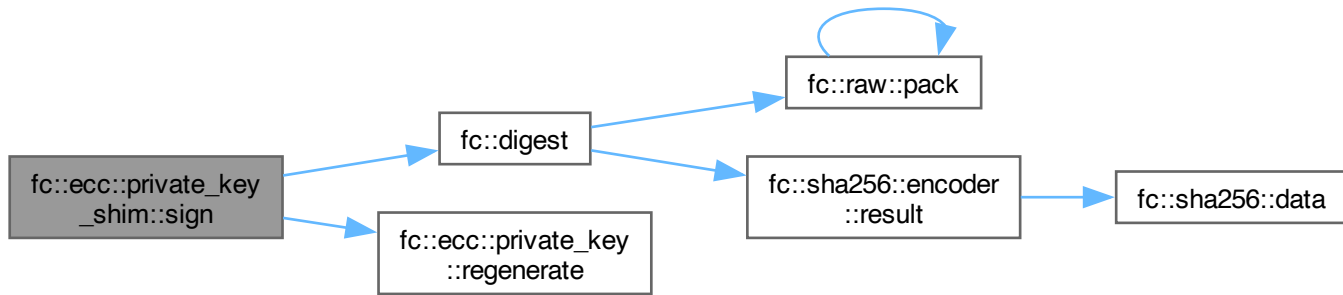 fc::raw::pack
fc::digest
fc::ecc::private_key
_shim::sign
fc::sha256::encoder
::result
fc::sha256::data
fc::ecc::private_key
::regenerate